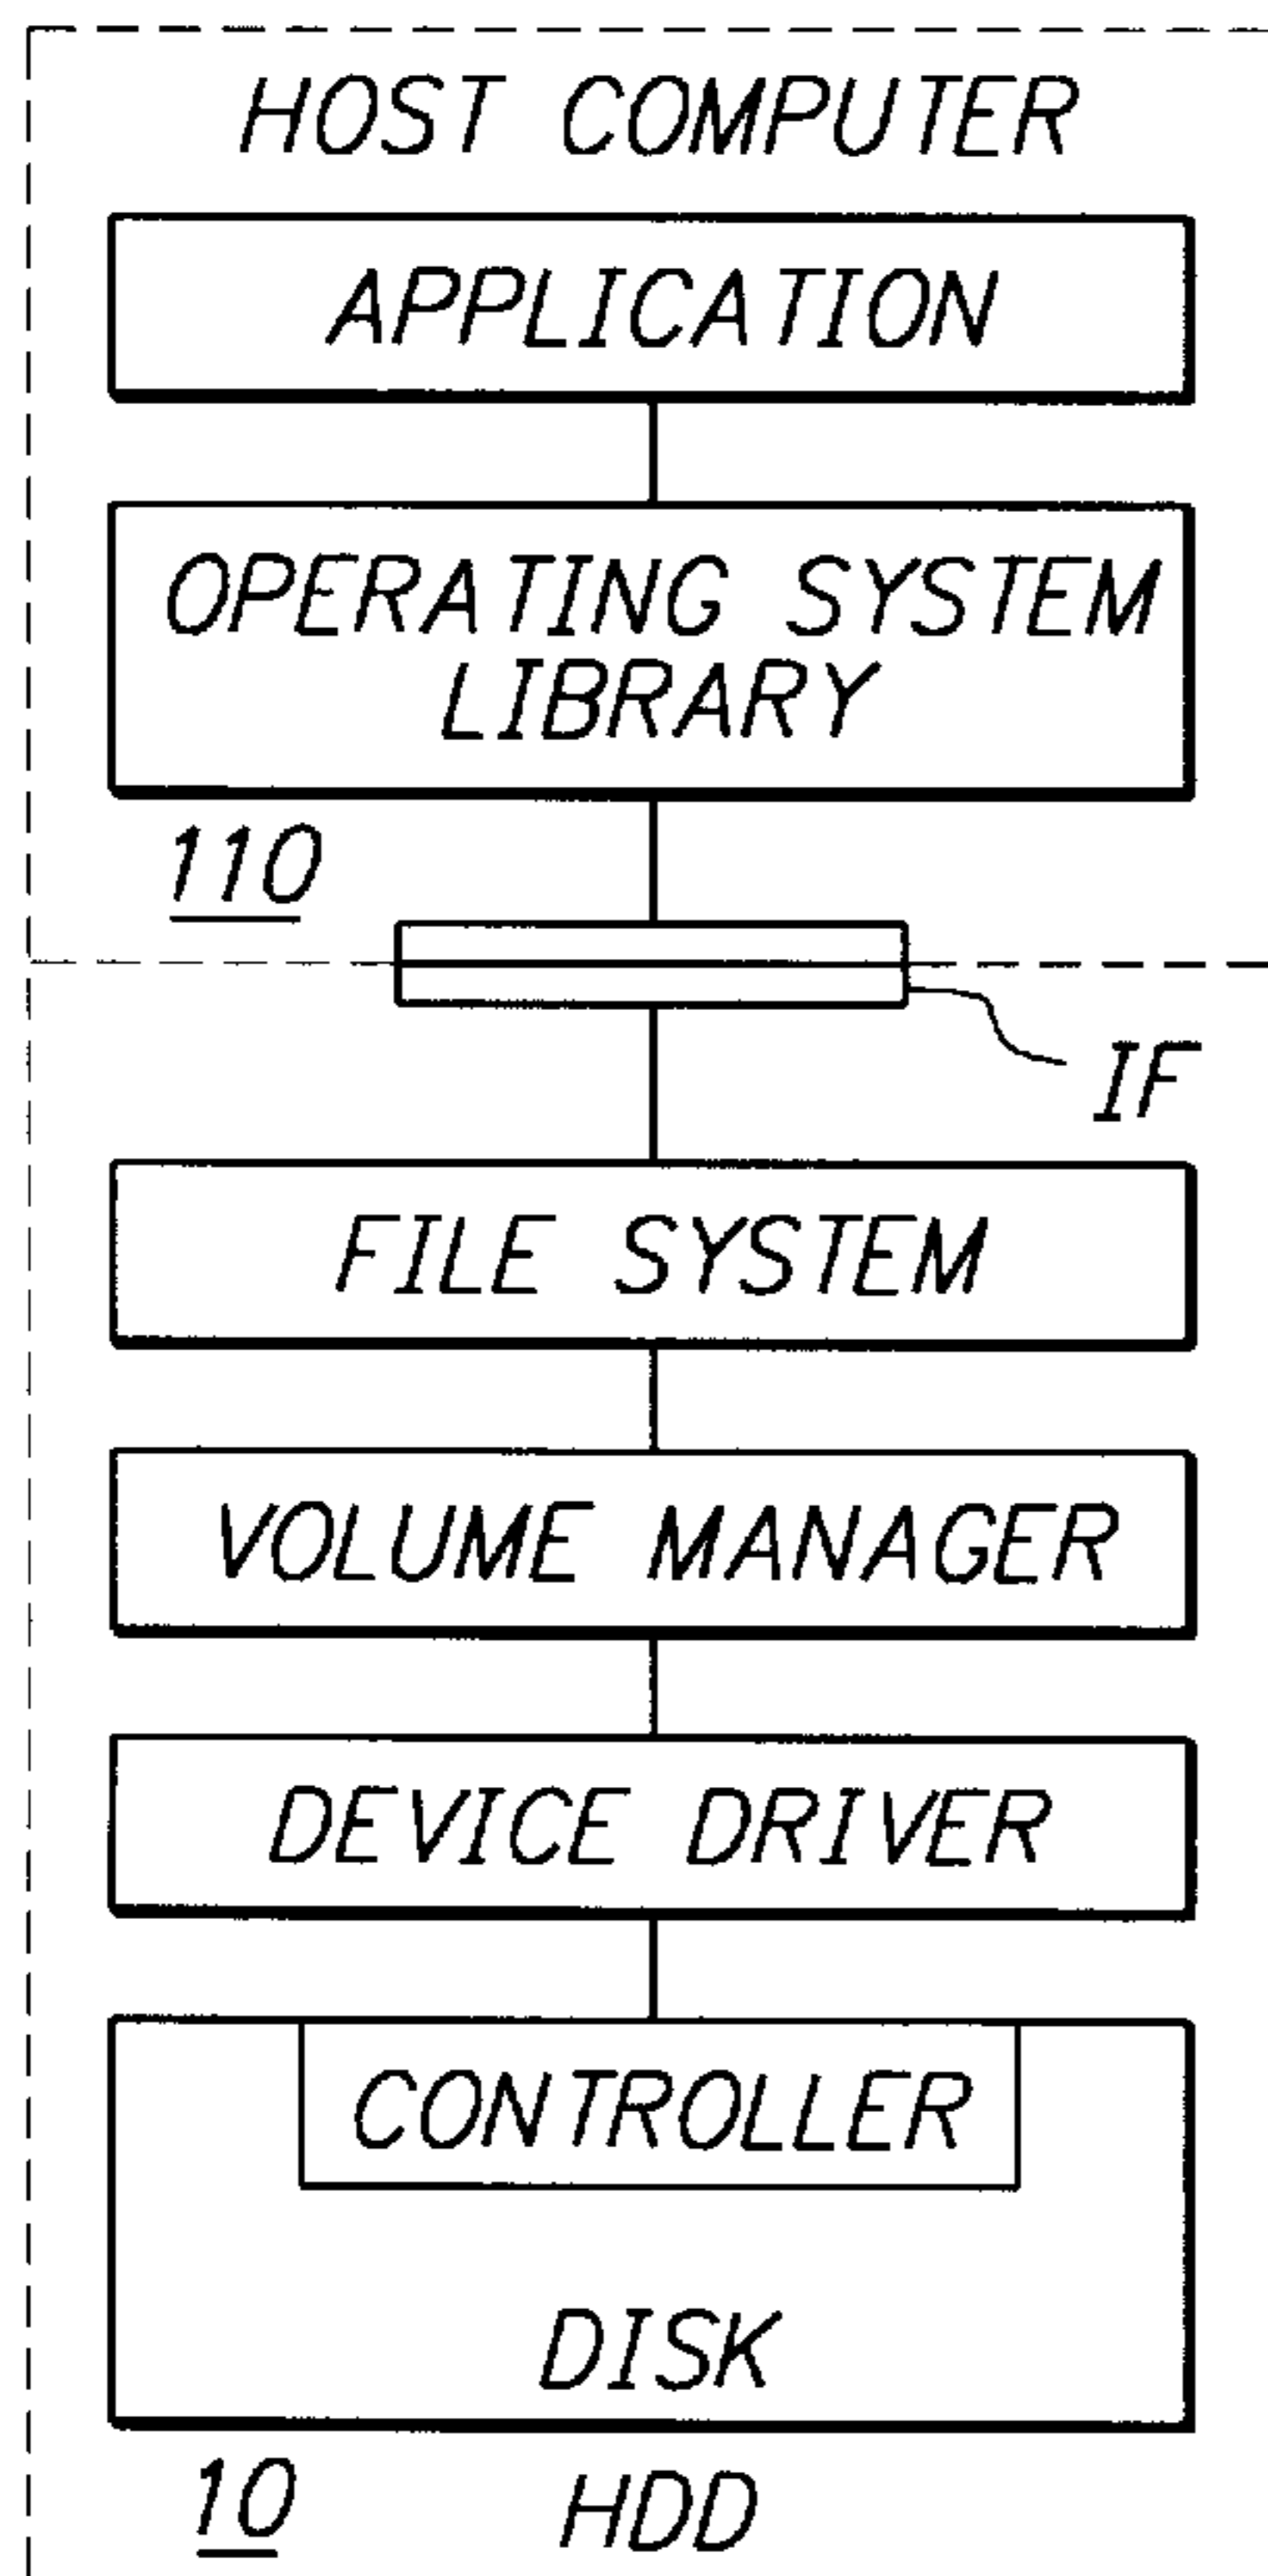 HOST COMPUTER
APPLICATION
OPERATING SYSTEM
LIBRARY
110
IF
FILE SYSTEM
VOLUME MANAGER
DEVICE DRIVER
CONTROLLER
DISK
10 HDD